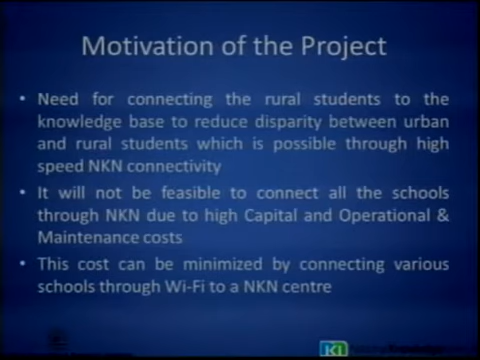 Motivation of the Project
• Need for connecting the rural students to the
knowledge base to reduce disparity between urban
and rural students which is possible through high
speed NKN connectivity
• It will not be feasible to connect all the schools
through NKN due to high Capital and Operational &
Maintenance costs
• This cost can be minimized by connecting various
schools through Wi-Fi to a NKN centre